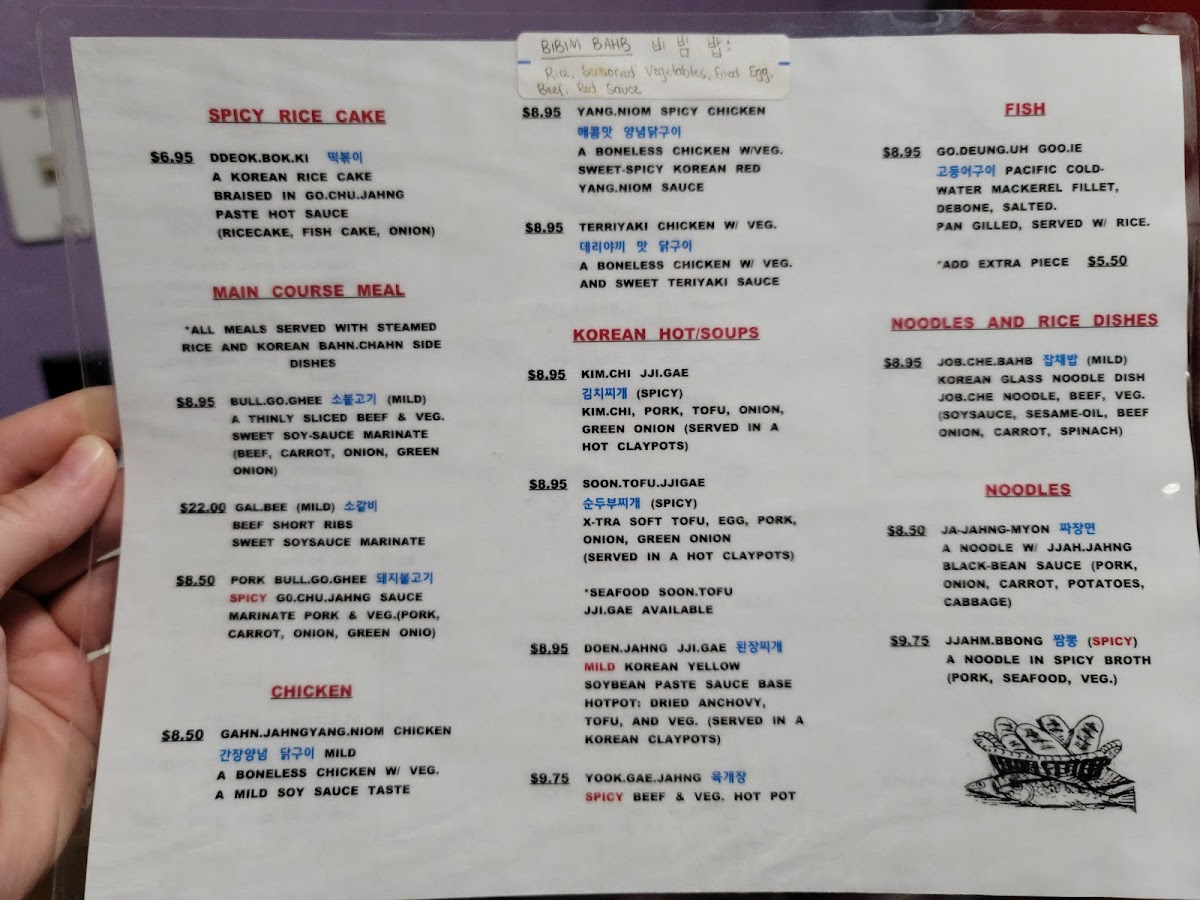 BIBIM BAHB 비빔밥:
Rice, Seasoned Vegetables, Fried Egg,
Beef, Red Sauce
SPICY RICE CAKE
$6.95 DDEOK.BOK.KI 떡볶이
A KOREAN RICE CAKE
BRAISED IN GO.CHU.JAHNG
PASTE HOT SAUCE
(RICECAKE, FISH CAKE, ONION)
MAIN COURSE MEAL
*ALL MEALS SERVED WITH STEAMED
RICE AND KOREAN BAHN.CHAHN SIDE
DISHES
$8.95 BULL.GO.GHEE 소불고기 (MILD)
A THINLY SLICED BEEF & VEG.
SWEET SOY-SAUCE MARINATE
(BEEF, CARROT, ONION, GREEN
ONION)
$22.00 GAL.BEE (MILD) 소갈비
BEEF SHORT RIBS
SWEET SOYSAUCE MARINATE
$8.50 PORK BULL.GO.GHEE 돼지불고기
SPICY GO.CHU.JAHNG SAUCE
MARINATE PORK & VEG.(PORK,
CARROT, ONION, GREEN ONIO)
CHICKEN
$8.50 GAHN.JAHNGYANG.NIOM CHICKEN
간장양념 닭구이 MILD
A BONELESS CHICKEN W/ VEG.
A MILD SOY SAUCE TASTE
$8.95 YANG.NIOM SPICY CHICKEN
매콤맛 양념닭구이
A BONELESS CHICKEN W/VEG.
SWEET-SPICY KOREAN RED
YANG.NIOM SAUCE
$8.95 TERRIYAKI CHICKEN W/ VEG.
데리야끼 맛 닭구이
A BONELESS CHICKEN W/ VEG.
AND SWEET TERIYAKI SAUCE
KOREAN HOT/SOUPS
$8.95 KIM.CHI JJI.GAE
김치찌개 (SPICY)
KIM.CHI, PORK, TOFU, ONION,
GREEN ONION (SERVED IN A
HOT CLAYPOTS)
$8.95 SOON.TOFU.JJIGAE
순두부찌개 (SPICY)
X-TRA SOFT TOFU, EGG, PORK,
ONION, GREEN ONION
(SERVED IN A HOT CLAYPOTS)
*SEAFOOD SOON.TOFU
JJI.GAE AVAILABLE
$8.95 DOEN.JAHNG JJI.GAE 된장찌개
MILD KOREAN YELLOW
SOYBEAN PASTE SAUCE BASE
HOTPOT: DRIED ANCHOVY,
TOFU, AND VEG. (SERVED IN A
KOREAN CLAYPOTS)
$9.75 YOOK.GAE.JAHNG 육개장
SPICY BEEF & VEG. HOT POT
FISH
$8.95 GO.DEUNG.UH GOO.IE
고등어구이 PACIFIC COLD-
WATER MACKEREL FILLET,
DEBONE, SALTED.
PAN GILLED, SERVED W/ RICE.
*ADD EXTRA PIECE $5.50
NOODLES AND RICE DISHES
$8.95 JOB.CHE.BAHB 잡채밥 (MILD)
KOREAN GLASS NOODLE DISH
JOB.CHE NOODLE, BEEF, VEG.
(SOYSAUCE, SESAME-OIL, BEEF
ONION, CARROT, SPINACH)
NOODLES
$8.50 JA-JAHNG-MYON 짜장면
A NOODLE W/ JJAH.JAHNG
BLACK-BEAN SAUCE (PORK,
ONION, CARROT, POTATOES,
CABBAGE)
$9.75 JJAHM.BBONG 짬뽕 (SPICY)
A NOODLE IN SPICY BROTH
(PORK, SEAFOOD, VEG.)